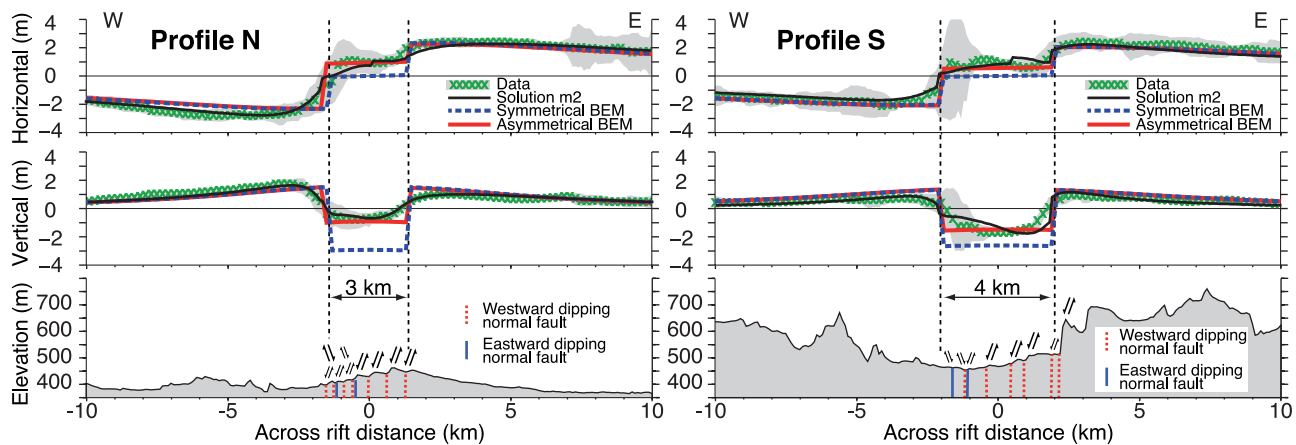 W
Profile N
E
Horizontal (m)
4
2
0
-2
-4
Data
Solution m2
Symmetrical BEM
Asymmetrical BEM
Vertical (m)
4
2
0
-2
-4
Elevation (m)
700
600
500
400
3 km
Westward dipping
normal fault
Eastward dipping
normal fault
-10
-5
0
5
10
Across rift distance (km)
W
Profile S
E
Horizontal (m)
4
2
0
-2
-4
Data
Solution m2
Symmetrical BEM
Asymmetrical BEM
Vertical (m)
4
2
0
-2
-4
Elevation (m)
700
600
500
400
4 km
Westward dipping
normal fault
Eastward dipping
normal fault
-10
-5
0
5
10
Across rift distance (km)